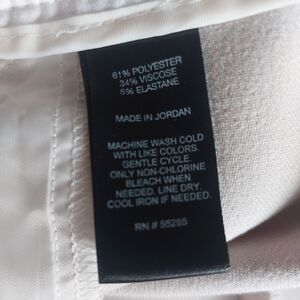 61% POLYESTER
34% VISCOSE
5% ELASTANE
MADE IN JORDAN
MACHINE WASH COLD
WITH LIKE COLORS.
GENTLE CYCLE.
ONLY NON-CHLORINE
BLEACH WHEN
NEEDED. LINE DRY.
COOL IRON IF NEEDED.
RN # 55285